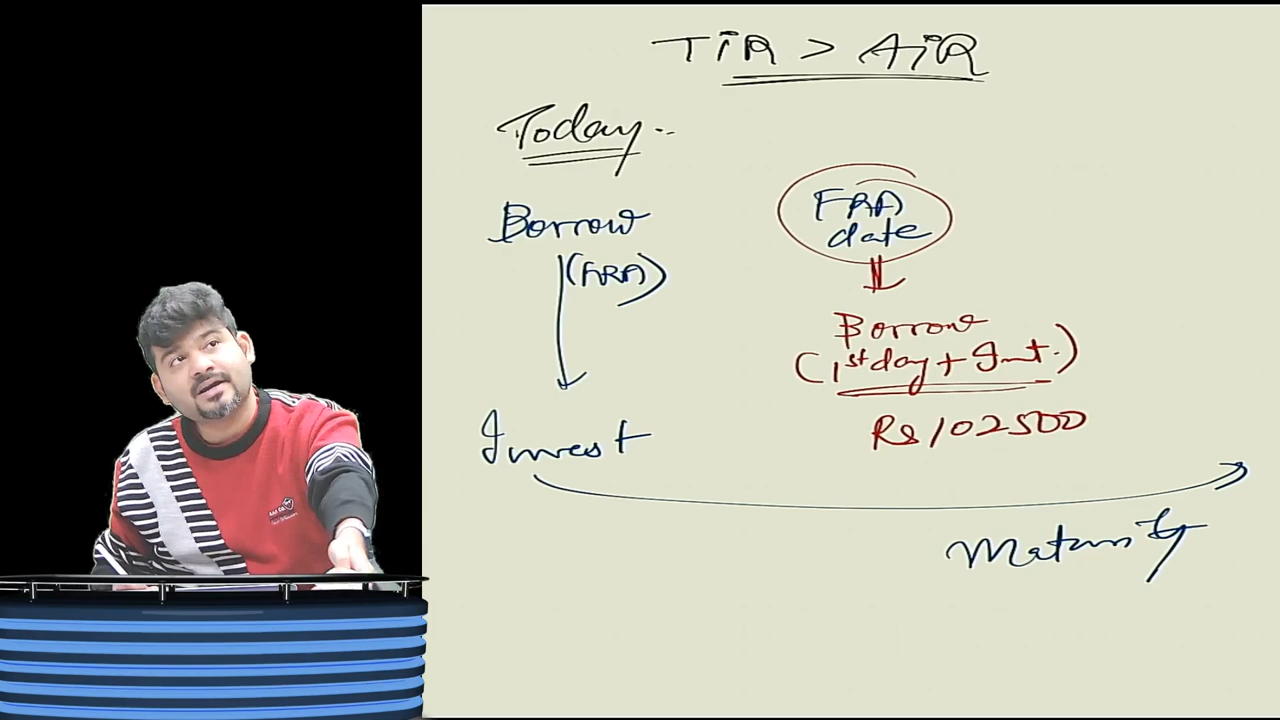 TIR > AIR
Today..
Borrow
(FRA)
Invest
FRA
date
Borrow
(1st day + Int.)
Rs 102500
Maturity